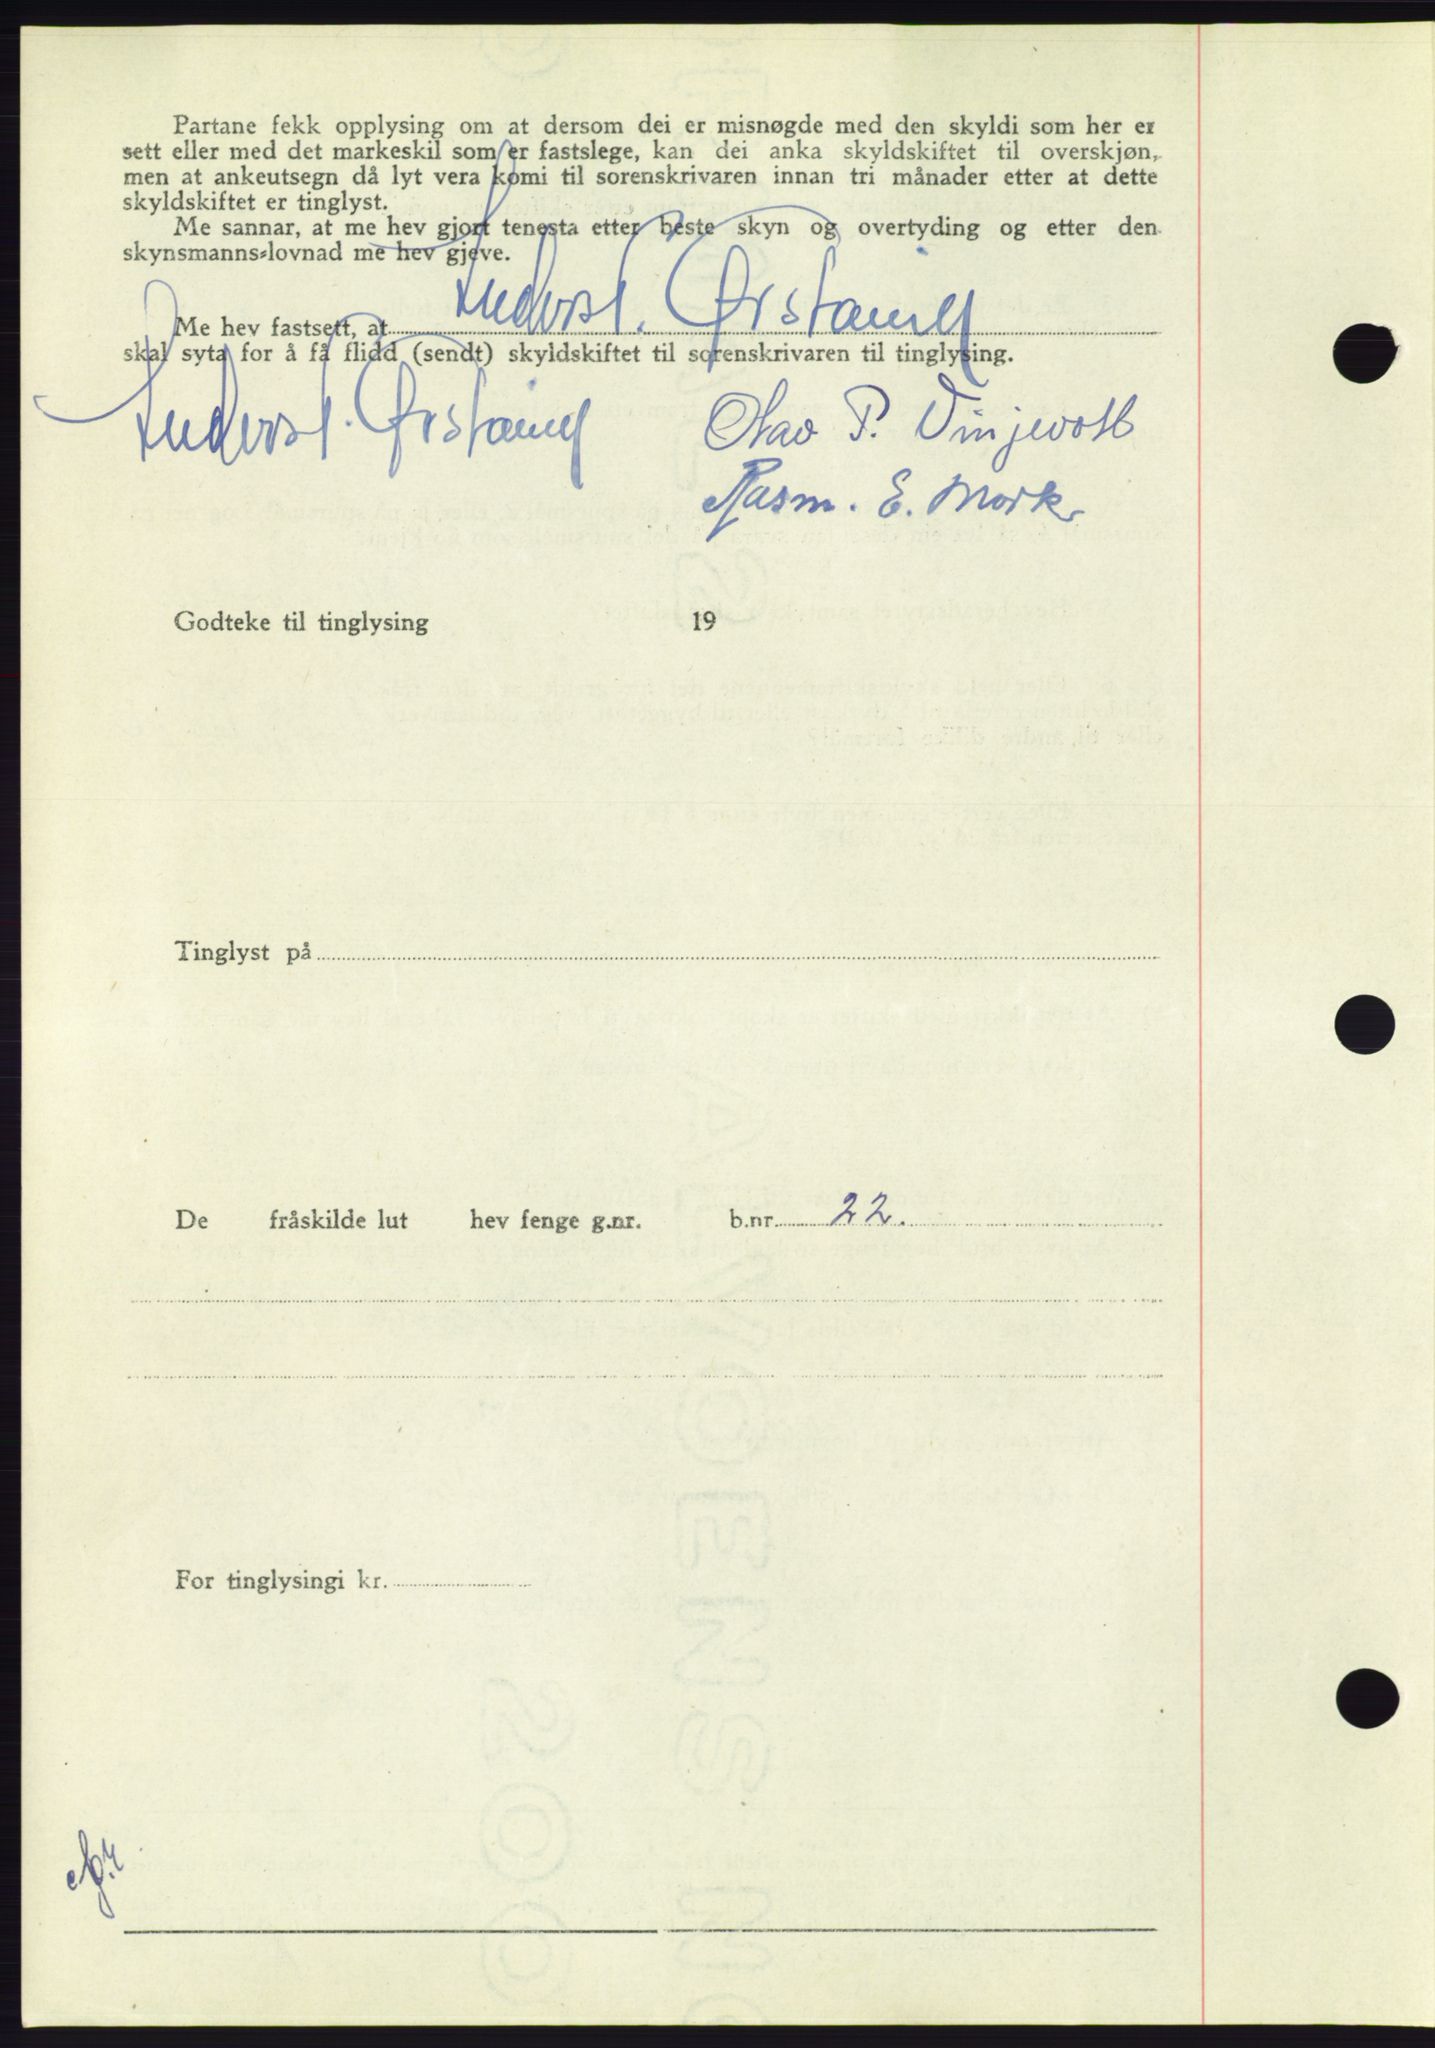 Partane fekk opplysing om at dersom dei er misnøgde med den skyldi som her er
sett eller med det markeskil som er fastslege, kan dei anka skyldskiftet til overskjøn,
men at ankeutsegn då lyt vera komi til sorenskrivaren innan tri månader etter at dette
skyldskiftet er tinglyst.
Me sannar, at me hev gjort tenesta etter beste skyn og overtyding og etter den
skynsmanns-lovnad me hev gjeve.
Me hev fastsett, at
skal syta for å få flidd (sendt) skyldskiftet til sorenskrivaren til tinglysing.
Olav P. Vinjevoll
Rasm. E. Mork
Godteke til tinglysing 19
Tinglyst på
De fråskilde lut hev fenge g.nr. b.nr. 22.
For tinglysingi kr.